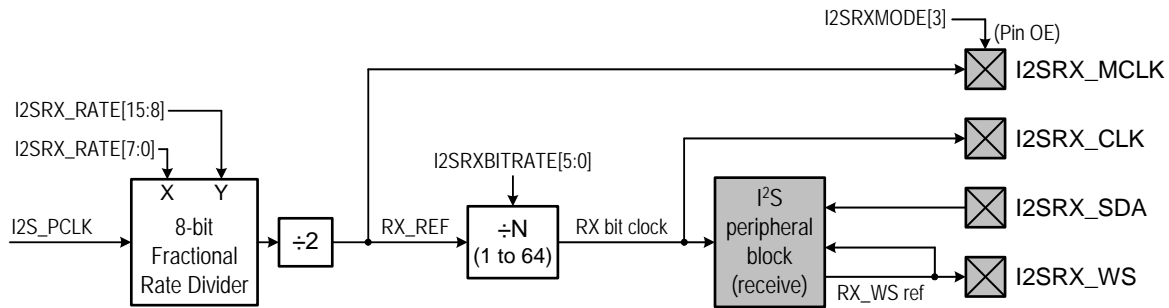 I2SRXMODE[3]
(Pin OE)
I2SRX_MCLK
I2SRX_RATE[15:8]
I2SRX_CLK
I2SRX_RATE[7:0]
I2SRXBITRATE[5:0]
X Y
I2S_PCLK
8-bit
Fractional
Rate Divider
÷2
RX_REF
÷N
(1 to 64)
RX bit clock
I²S
peripheral
block
(receive)
I2SRX_SDA
RX_WS ref
I2SRX_WS